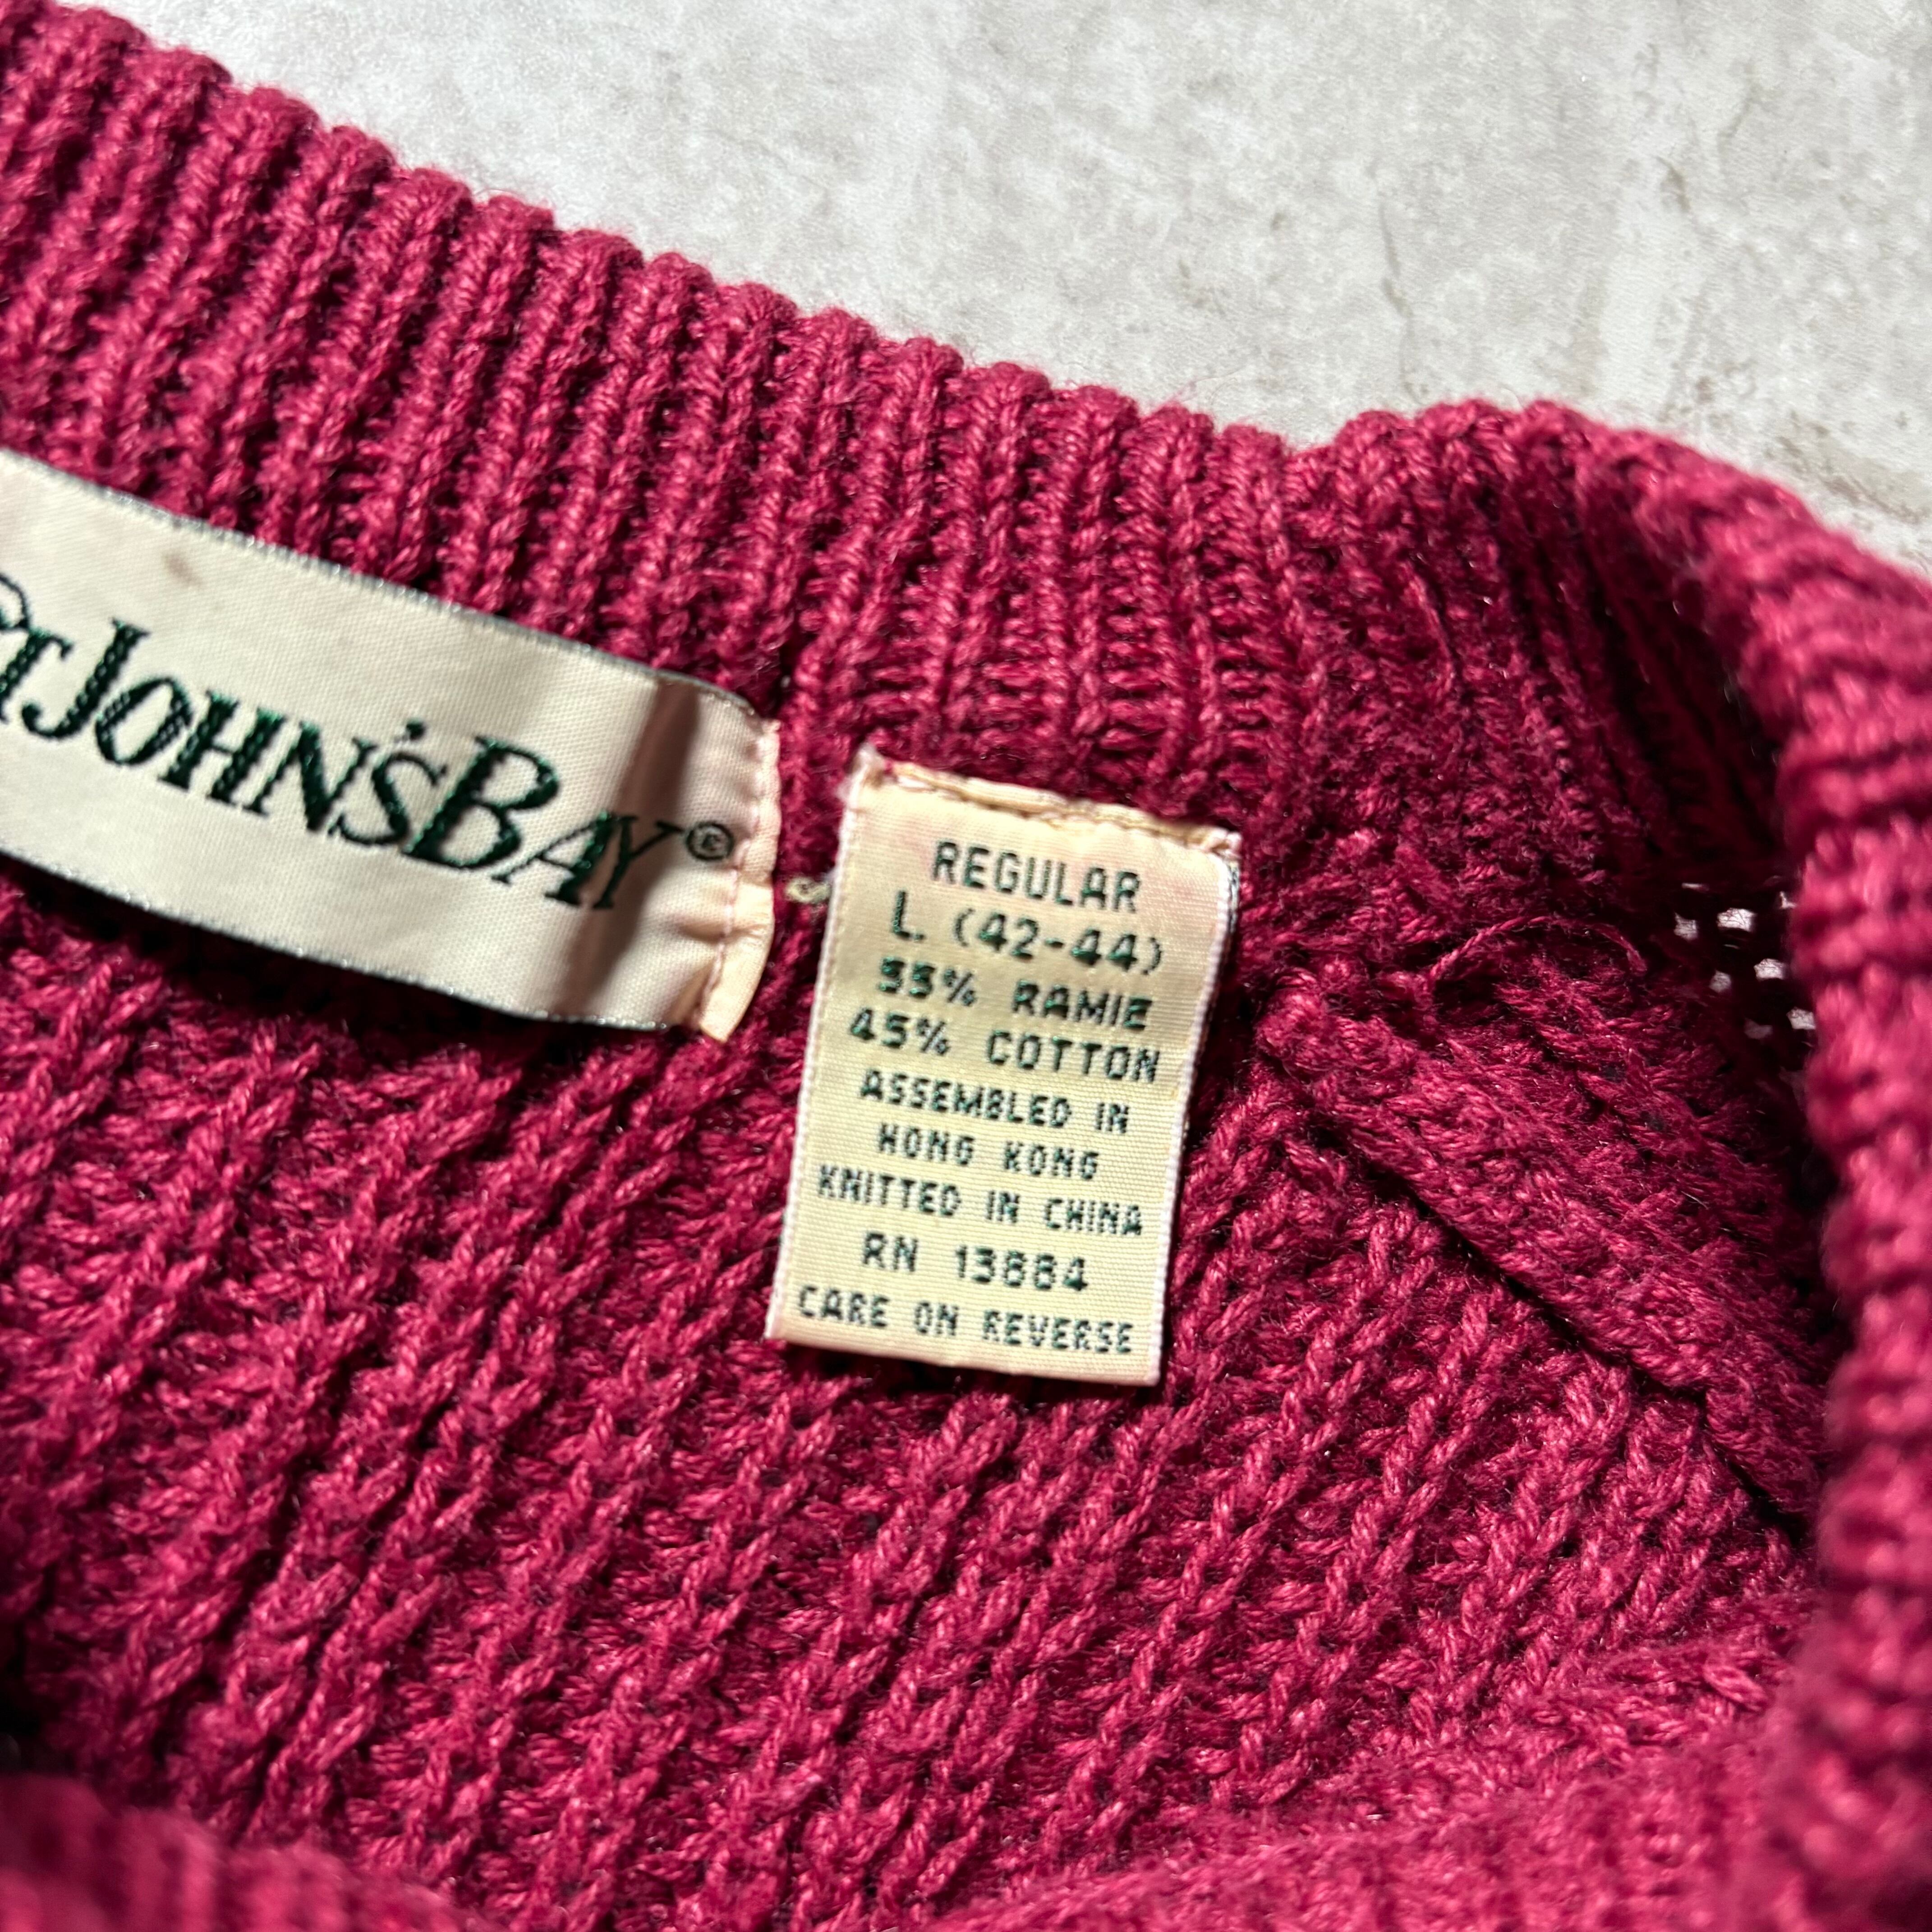 ST JOHN'S BAY®
REGULAR
L. (42-44)
55% RAMIE
45% COTTON
ASSEMBLED IN
HONG KONG
KNITTED IN CHINA
RN 13884
CARE ON REVERSE